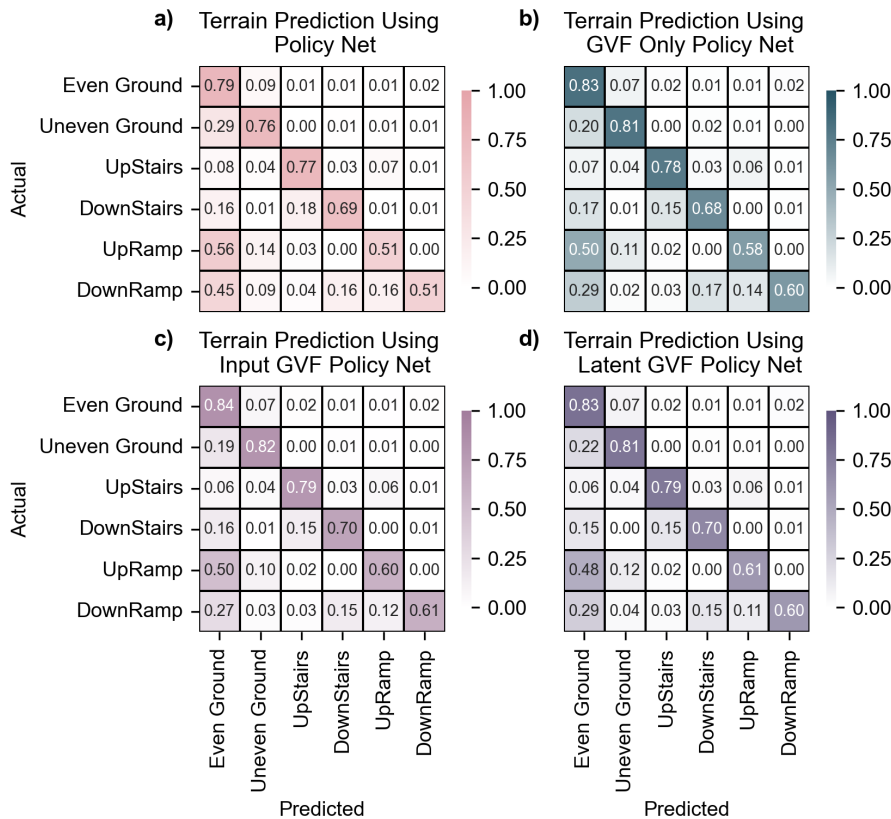 a) Terrain Prediction Using
Policy Net
b) Terrain Prediction Using
GVF Only Policy Net
Actual
Even Ground 0.79 0.09 0.01 0.01 0.01 0.02
Uneven Ground 0.29 0.76 0.00 0.01 0.01 0.01
UpStairs 0.08 0.04 0.77 0.03 0.07 0.01
DownStairs 0.16 0.01 0.18 0.69 0.01 0.01
UpRamp 0.56 0.14 0.03 0.00 0.51 0.00
DownRamp 0.45 0.09 0.04 0.16 0.16 0.51
1.00
0.75
0.50
0.25
0.00
0.83 0.07 0.02 0.01 0.01 0.02
0.20 0.81 0.00 0.02 0.01 0.00
0.07 0.04 0.78 0.03 0.06 0.01
0.17 0.01 0.15 0.68 0.00 0.01
0.50 0.11 0.02 0.00 0.58 0.00
0.29 0.02 0.03 0.17 0.14 0.60
1.00
0.75
0.50
0.25
0.00
c) Terrain Prediction Using
Input GVF Policy Net
d) Terrain Prediction Using
Latent GVF Policy Net
Actual
Even Ground 0.84 0.07 0.02 0.01 0.01 0.02
Uneven Ground 0.19 0.82 0.00 0.01 0.01 0.00
UpStairs 0.06 0.04 0.79 0.03 0.06 0.01
DownStairs 0.16 0.01 0.15 0.70 0.00 0.01
UpRamp 0.50 0.10 0.02 0.00 0.60 0.00
DownRamp 0.27 0.03 0.03 0.15 0.12 0.61
1.00
0.75
0.50
0.25
0.00
0.83 0.07 0.02 0.01 0.01 0.02
0.22 0.81 0.00 0.01 0.01 0.00
0.06 0.04 0.79 0.03 0.06 0.01
0.15 0.00 0.15 0.70 0.00 0.01
0.48 0.12 0.02 0.00 0.61 0.00
0.29 0.04 0.03 0.15 0.11 0.60
1.00
0.75
0.50
0.25
0.00
Even Ground
Uneven Ground
UpStairs
DownStairs
UpRamp
DownRamp
Predicted
Even Ground
Uneven Ground
UpStairs
DownStairs
UpRamp
DownRamp
Predicted